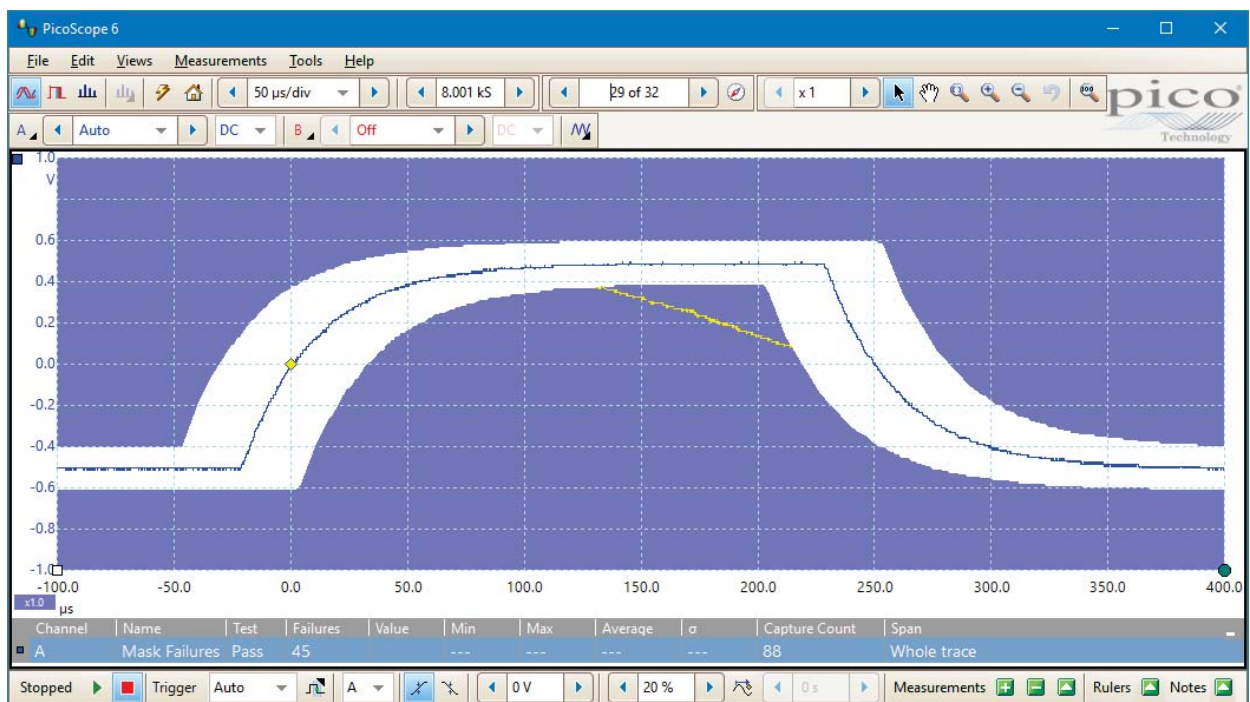 PicoScope 6
File Edit Views Measurements Tools Help
50 µs/div 8.001 kS 29 of 32 x 1
pico
Technology
A Auto DC B Off DC
1.0
V
0.6
0.4
0.2
0.0
-0.2
-0.4
-0.6
-0.8
-1.0
-100.0 -50.0 0.0 50.0 100.0 150.0 200.0 250.0 300.0 350.0 400.0
x1.0 µs
Channel Name Test Failures Value Min Max Average σ Capture Count Span
A Mask Failures Pass 45 --- --- --- --- 88 Whole trace
Stopped Trigger Auto A 0 V 20 % 0 s Measurements Rulers Notes